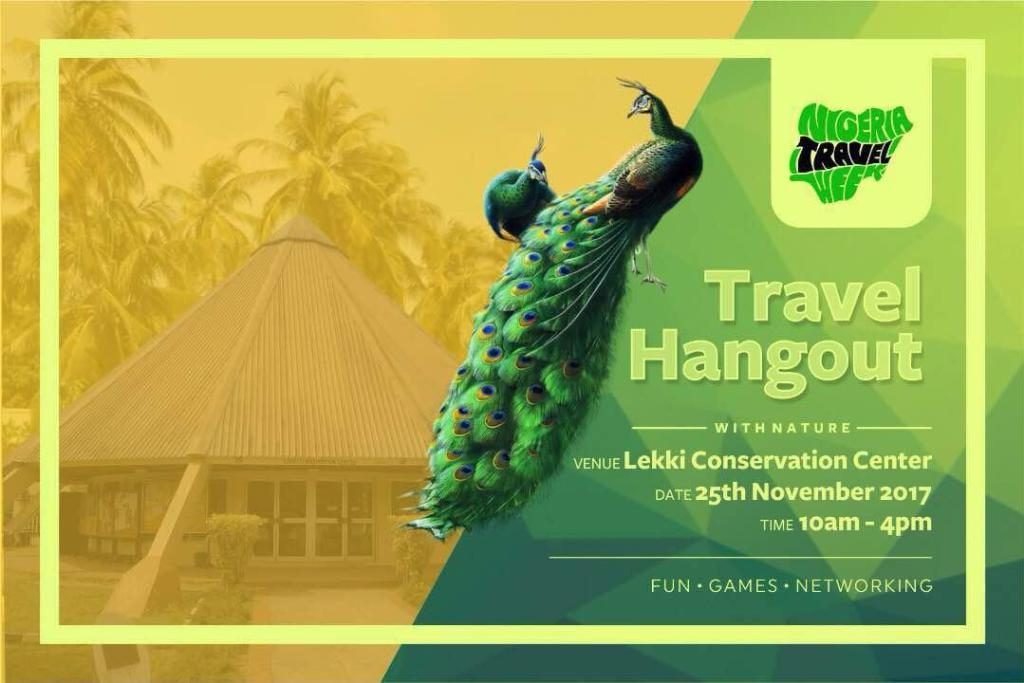 NIGERIA
TRAVEL
WEEK
Travel
Hangout
WITH NATURE
VENUE Lekki Conservation Center
DATE 25th November 2017
TIME 10am - 4pm
FUN • GAMES • NETWORKING